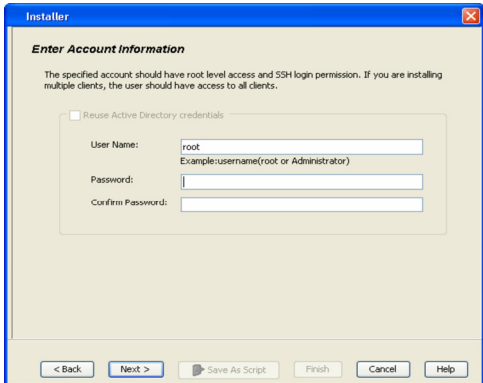 Installer
Enter Account Information
The specified account should have root level access and SSH login permission. If you are installing
multiple clients, the user should have access to all clients.
Reuse Active Directory credentials
User Name:
root
Example:username(root or Administrator)
Password:
Confirm Password:
< Back
Next >
Save As Script
Finish
Cancel
Help